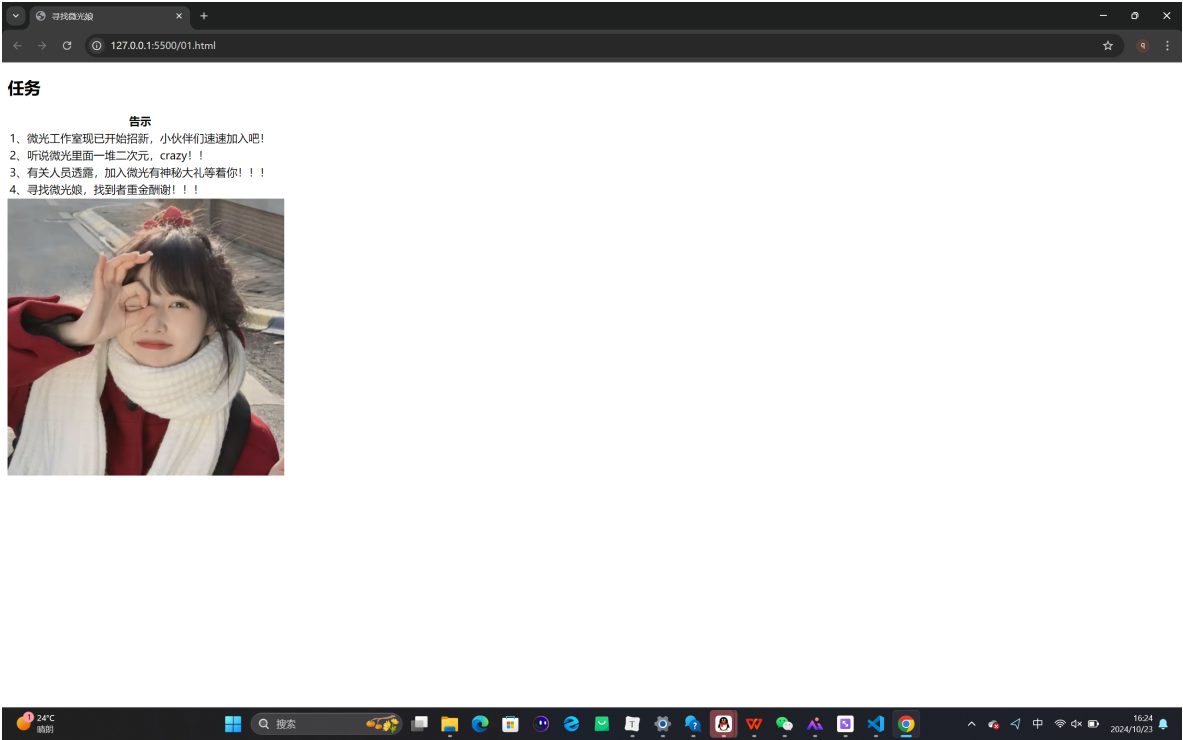 寻找微光娘
127.0.0.1:5500/01.html
q
任务
告示
1、微光工作室现已开始招新，小伙伴们速速加入吧！
2、听说微光里面一堆二次元，crazy！！
3、有关人员透露，加入微光有神秘大礼等着你！！！
4、寻找微光娘，找到者重金酬谢！！！
1
24°C
晴朗
搜索
中
16:24
2024/10/23